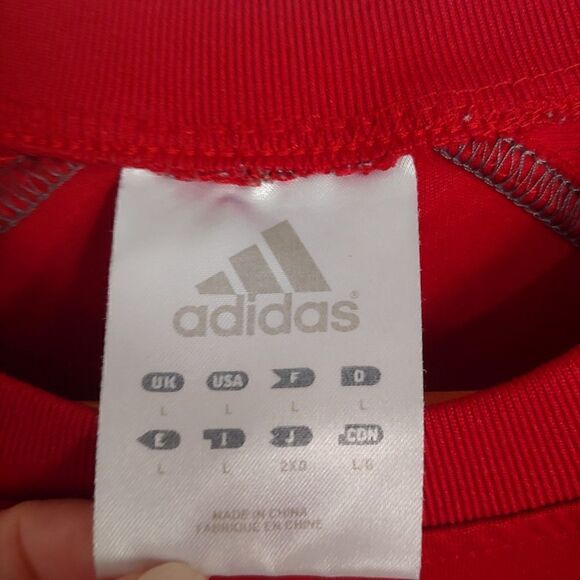 adidas®
UK USA F D
L L L L
E I J CDN
L L 2XO L/G
MADE IN CHINA
FABRIQUÉ EN CHINE